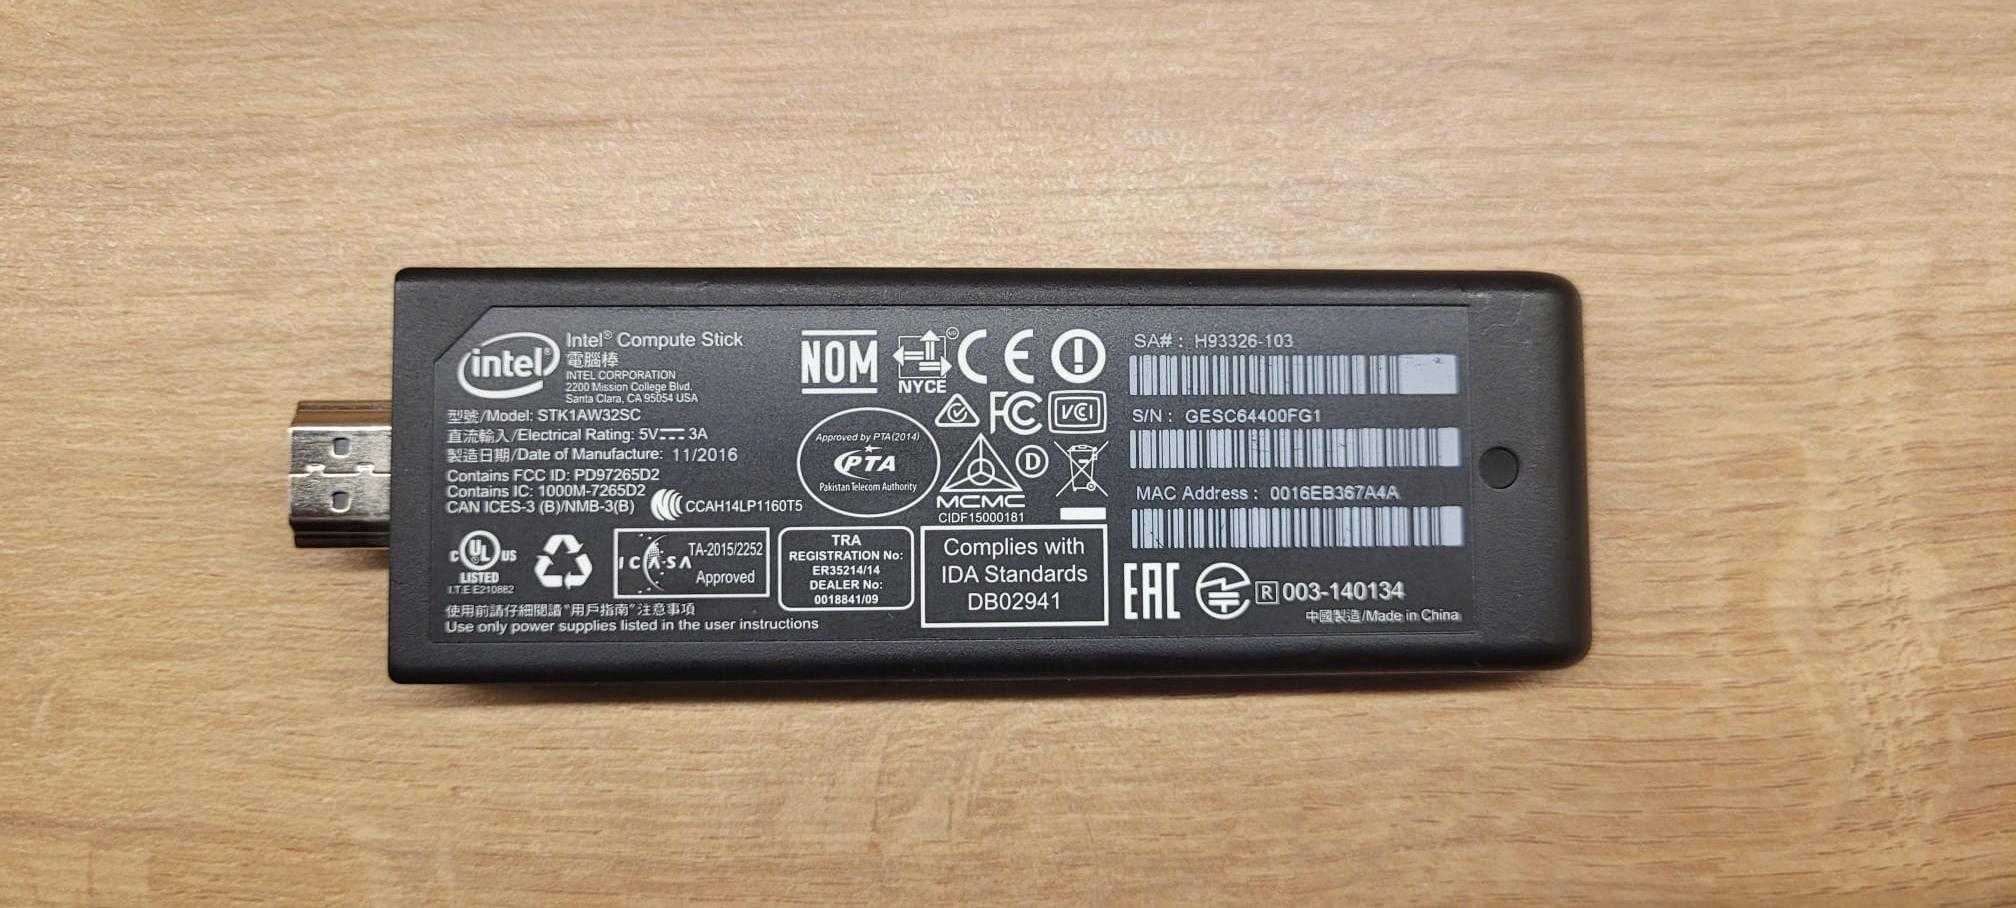 intel®
Intel® Compute Stick
電腦棒
INTEL CORPORATION
2200 Mission College Blvd.
Santa Clara, CA 95054 USA
型號/Model: STK1AW32SC
直流輸入/Electrical Rating: 5V 3A
製造日期/Date of Manufacture: 11/2016
Contains FCC ID: PD97265D2
Contains IC: 1000M-7265D2
CAN ICES-3 (B)/NMB-3(B)
CCAH14LP1160T5
C UL US
LISTED
I.T.E E210882
ICASA
TA-2015/2252
Approved
使用前請仔細閱讀"用戶指南"注意事項
Use only power supplies listed in the user instructions
NOM
NYCE
CE
FC
VCI
Approved by PTA (2014)
PTA
Pakistan Telecom Authority
D
MCMC
CIDF15000181
TRA
REGISTRATION No:
ER35214/14
DEALER No:
0018841/09
Complies with
IDA Standards
DB02941
SA# : H93326-103
S/N : GESC64400FG1
MAC Address : 0016EB367A4A
EAC
R 003-140134
中國製造/Made in China